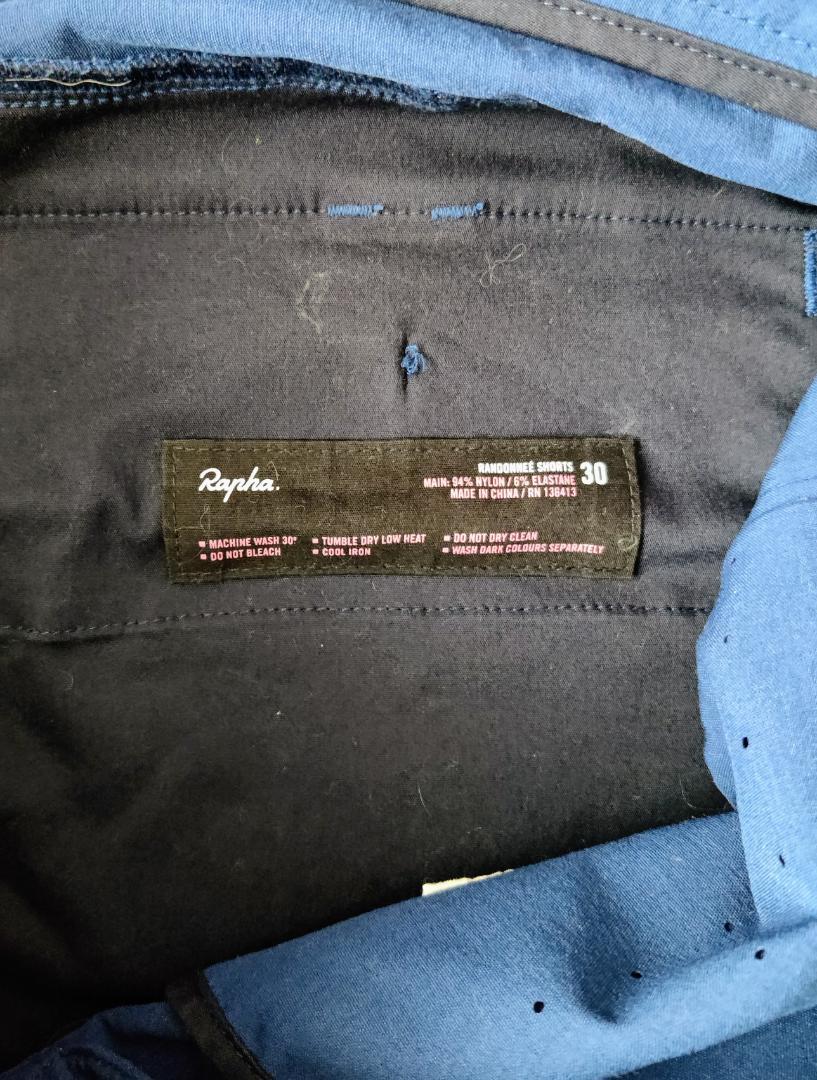 Rapha.
RANDONNEÉ SHORTS 30
MAIN: 94% NYLON / 6% ELASTANE
MADE IN CHINA / RN 136413
▪ MACHINE WASH 30° ▪ TUMBLE DRY LOW HEAT ▪ DO NOT DRY CLEAN
▪ DO NOT BLEACH ▪ COOL IRON ▪ WASH DARK COLOURS SEPARATELY